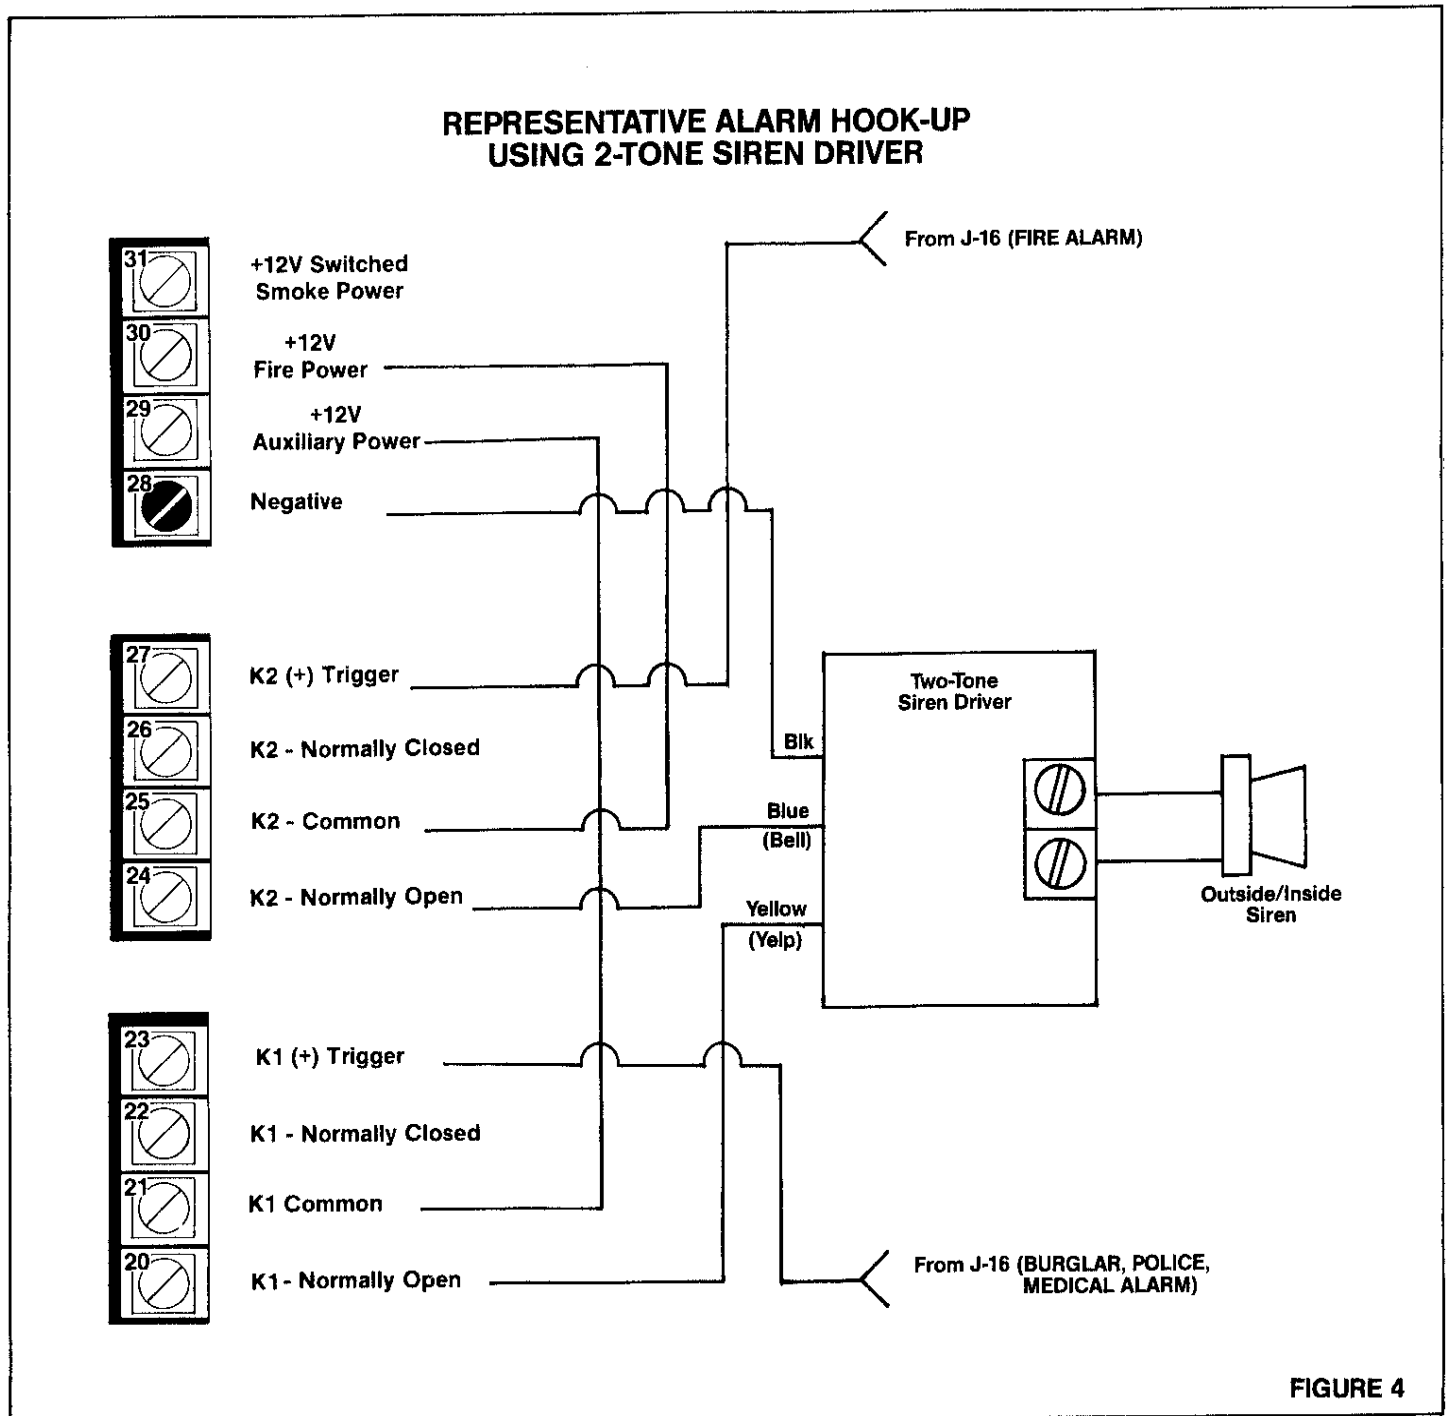 REPRESENTATIVE ALARM HOOK-UP
USING 2-TONE SIREN DRIVER
From J-16 (FIRE ALARM)
31
+12V Switched
Smoke Power
30
+12V
Fire Power
29
+12V
Auxiliary Power
28
Negative
27
K2 (+) Trigger
26
K2 - Normally Closed
25
K2 - Common
24
K2 - Normally Open
Two-Tone
Siren Driver
Blk
Blue
(Bell)
Yellow
(Yelp)
Outside/Inside
Siren
23
K1 (+) Trigger
22
K1 - Normally Closed
21
K1 Common
20
K1 - Normally Open
From J-16 (BURGLAR, POLICE,
MEDICAL ALARM)
FIGURE 4